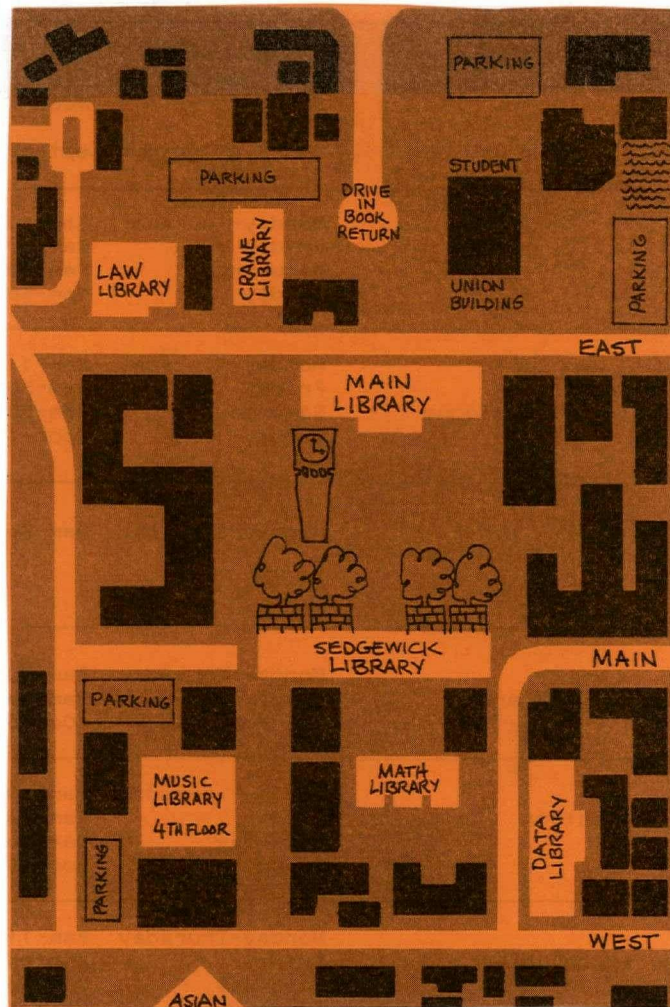 PARKING
PARKING
STUDENT
DRIVE
IN
BOOK
RETURN
CRANE
LIBRARY
PARKING
LAW
LIBRARY
UNION
BUILDING
EAST
MAIN
LIBRARY
SEDGEWICK
LIBRARY
MAIN
PARKING
MUSIC
LIBRARY
4TH FLOOR
MATH
LIBRARY
DATA
LIBRARY
PARKING
WEST
ASIAN